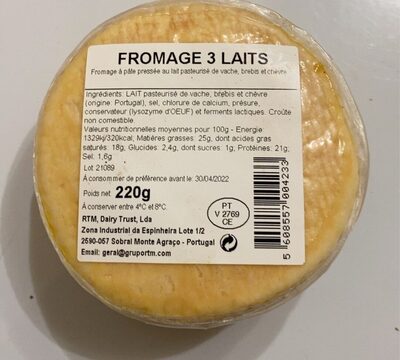 FROMAGE 3 LAITS
Fromage à pâte pressée au lait pasteurisé de vache, brebis et chèvre
Ingrédients: LAIT pasteurisé de vache, brebis et chèvre
(origine: Portugal), sel, chlorure de calcium, présure,
conservateur (lysozyme d'OEUF) et ferments lactiques. Croûte
non comestible.
Valeurs nutritionnelles moyennes pour 100g - Energie:
1329kj/320kcal; Matières grasses: 25g, dont acides gras
saturés: 18g; Glucides: 2,4g, dont sucres: 1g; Protéines: 21g;
Sel: 1,6g
Lot 21089
À consommer de préférence avant le: 30/04/2022
Poids net: 220g
À conserver entre 4ºC et 8ºC.
RTM, Dairy Trust, Lda
Zona Industrial da Espinheira Lote 1/2
2590-057 Sobral Monte Agraço - Portugal
Email: geral@gruportm.com
PT
V 2769
CE
5 608557 004233